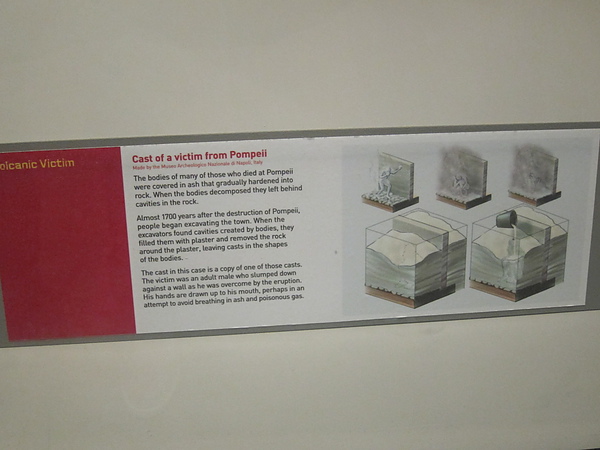 olcanic Victim
Cast of a victim from Pompeii
Made by the Museo Archeologico Nazionale di Napoli, Italy
The bodies of many of those who died at Pompeii
were covered in ash that gradually hardened into
rock. When the bodies decomposed they left behind
cavities in the rock.
Almost 1700 years after the destruction of Pompeii,
people began excavating the town. When the
excavators found cavities created by bodies, they
filled them with plaster and removed the rock
around the plaster, leaving casts in the shapes
of the bodies.
The cast in this case is a copy of one of those casts.
The victim was an adult male who slumped down
against a wall as he was overcome by the eruption.
His hands are drawn up to his mouth, perhaps in an
attempt to avoid breathing in ash and poisonous gas.